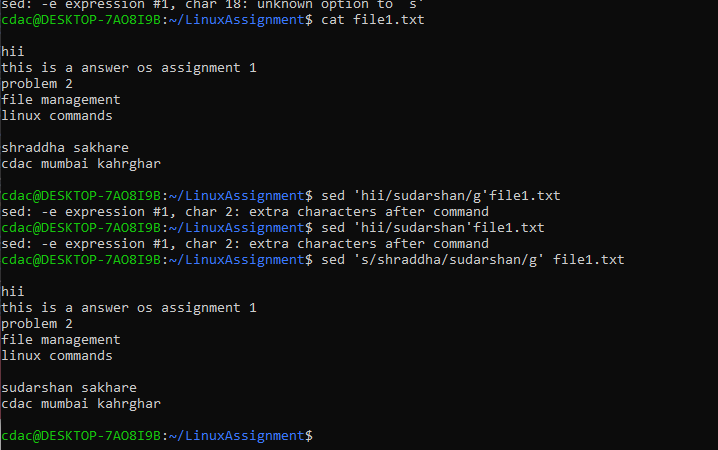 sed: -e expression #1, char 18: unknown option to `s'
cdac@DESKTOP-7AO8I9B:~/LinuxAssignment$ cat file1.txt
hii
this is a answer os assignment 1
problem 2
file management
linux commands
shraddha sakhare
cdac mumbai kahrghar
cdac@DESKTOP-7AO8I9B:~/LinuxAssignment$ sed 'hii/sudarshan/g'file1.txt
sed: -e expression #1, char 2: extra characters after command
cdac@DESKTOP-7AO8I9B:~/LinuxAssignment$ sed 'hii/sudarshan'file1.txt
sed: -e expression #1, char 2: extra characters after command
cdac@DESKTOP-7AO8I9B:~/LinuxAssignment$ sed 's/shraddha/sudarshan/g' file1.txt
hii
this is a answer os assignment 1
problem 2
file management
linux commands
sudarshan sakhare
cdac mumbai kahrghar
cdac@DESKTOP-7AO8I9B:~/LinuxAssignment$